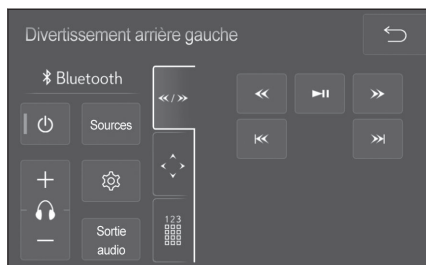 Divertissement arrière gauche
Bluetooth
Sources
Sortie
audio
123